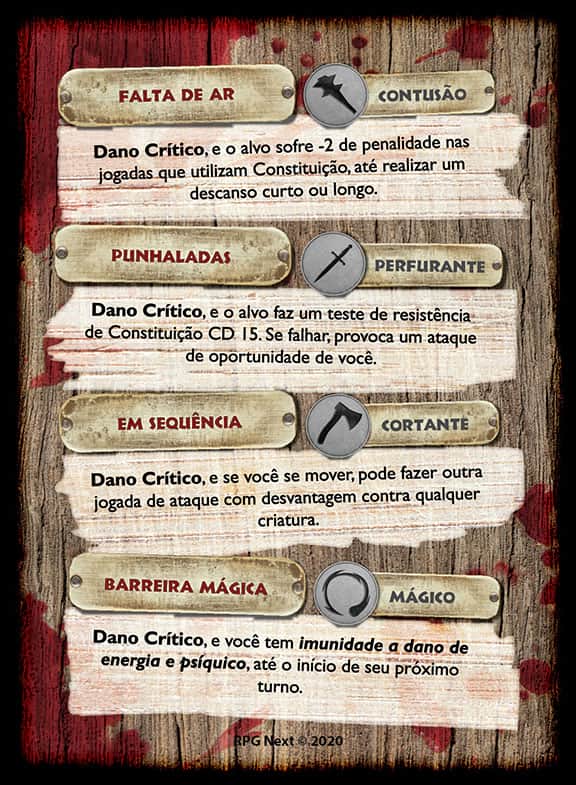 FALTA DE AR
CONTUSÃO
Dano Crítico, e o alvo sofre -2 de penalidade nas
jogadas que utilizam Constituição, até realizar um
descanso curto ou longo.
PUNHALADAS
PERFURANTE
Dano Crítico, e o alvo faz um teste de resistência
de Constituição CD 15. Se falhar, provoca um ataque
de oportunidade de você.
EM SEQUÊNCIA
CORTANTE
Dano Crítico, e se você se mover, pode fazer outra
jogada de ataque com desvantagem contra qualquer
criatura.
BARREIRA MÁGICA
MÁGICO
Dano Crítico, e você tem imunidade a dano de
energia e psíquico, até o início de seu próximo
turno.
RPG Next © 2020